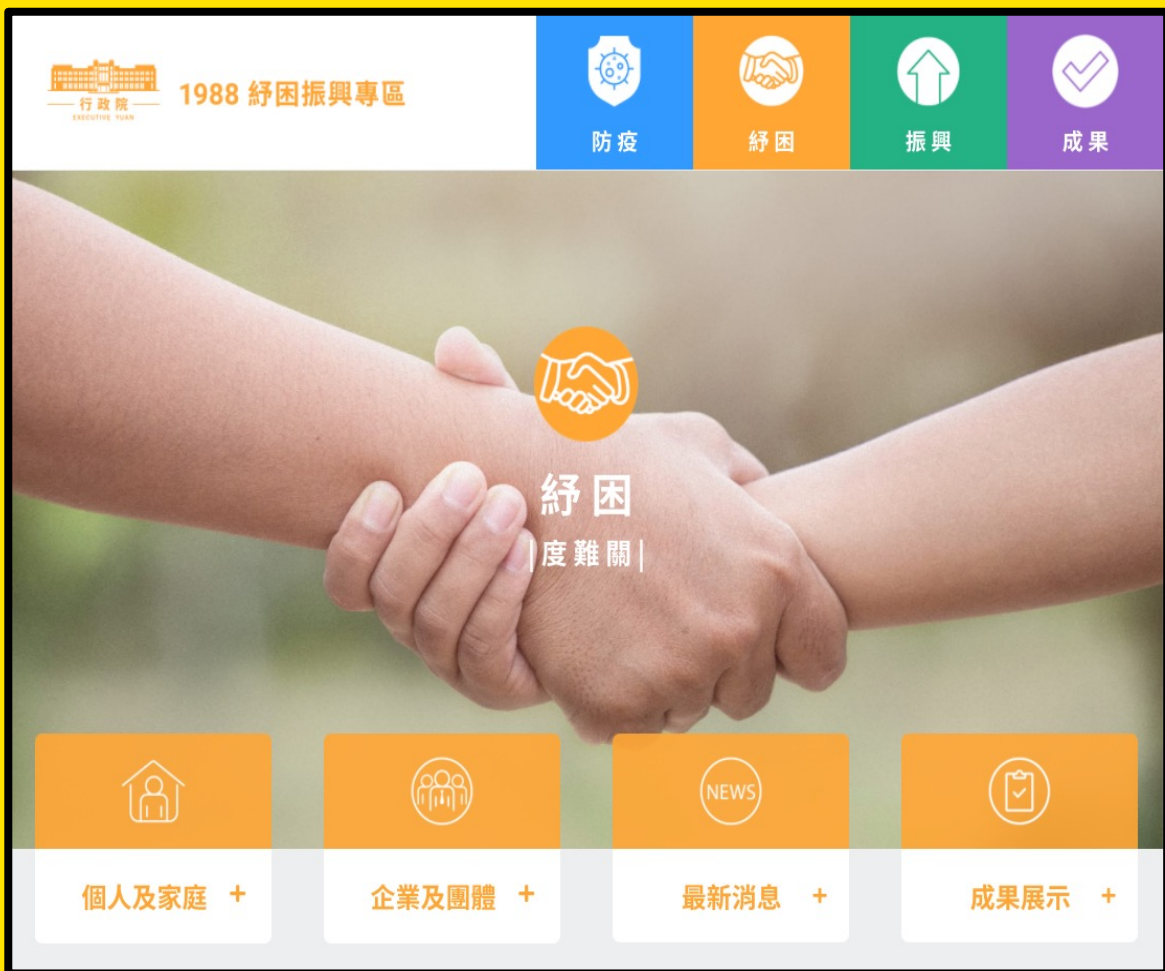 行政院
EXECUTIVE YUAN
1988 紓困振興專區
防疫
紓困
振興
成果
紓困
|度難關|
NEWS
個人及家庭 +
企業及團體 +
最新消息 +
成果展示 +